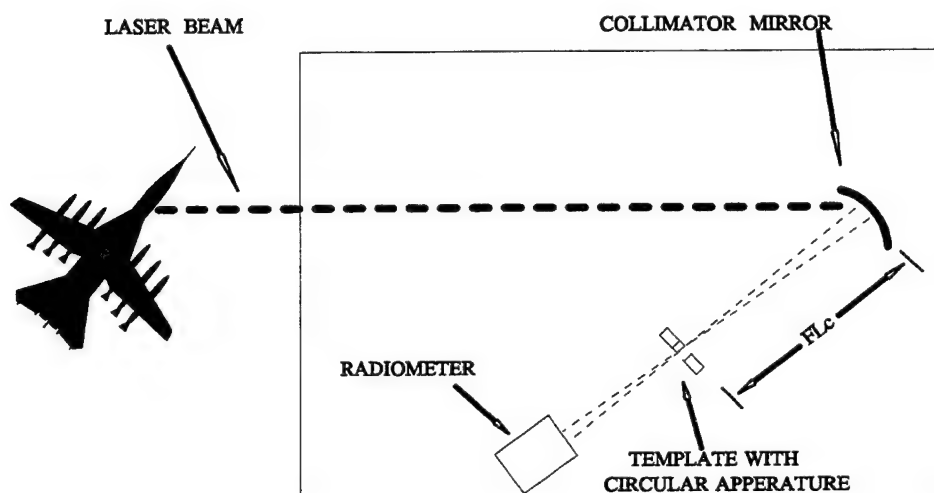 LASER BEAM
COLLIMATOR MIRROR
FLc
RADIOMETER
TEMPLATE WITH
CIRCULAR APPERATURE